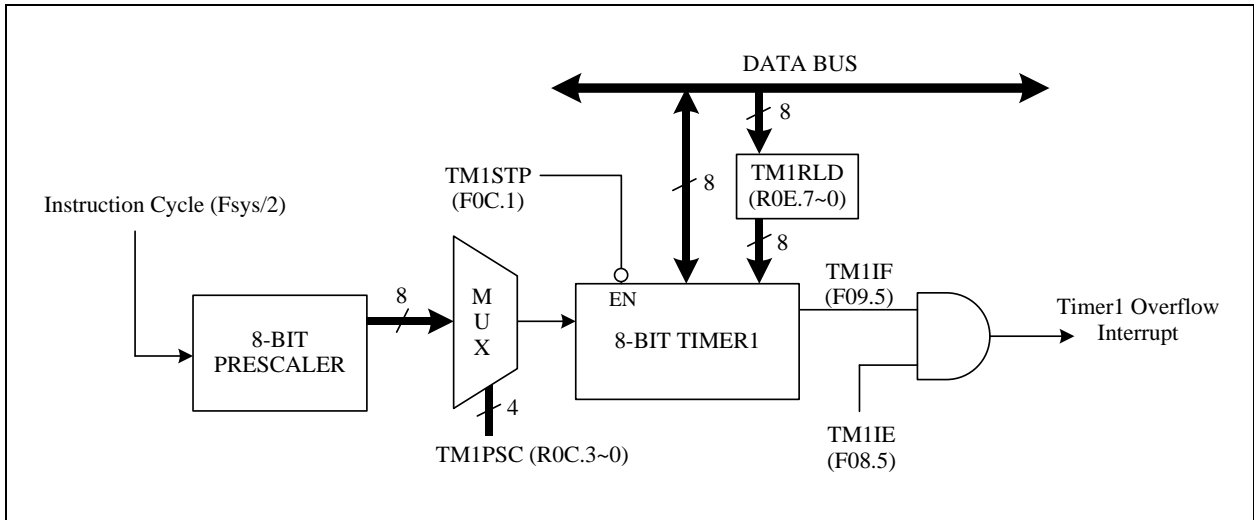 DATA BUS
8
TM1STP
(F0C.1)
8
TM1RLD
(R0E.7~0)
Instruction Cycle (Fsys/2)
8
8
M
U
X
EN
TM1IF
(F09.5)
8-BIT
PRESCALER
8-BIT TIMER1
Timer1 Overflow
Interrupt
4
TM1PSC (R0C.3~0)
TM1IE
(F08.5)